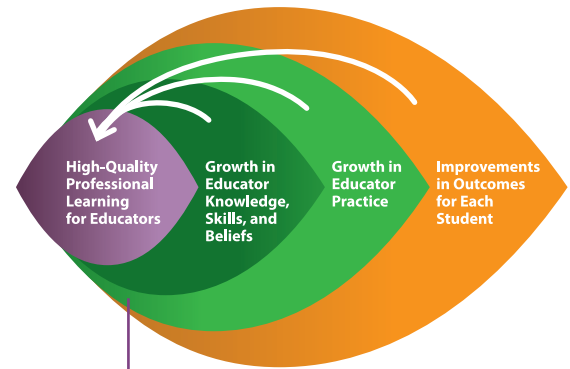 High-Quality
Professional
Learning
for Educators
Growth in
Educator
Knowledge,
Skills, and
Beliefs
Growth in
Educator
Practice
Improvements
in Outcomes
for Each
Student